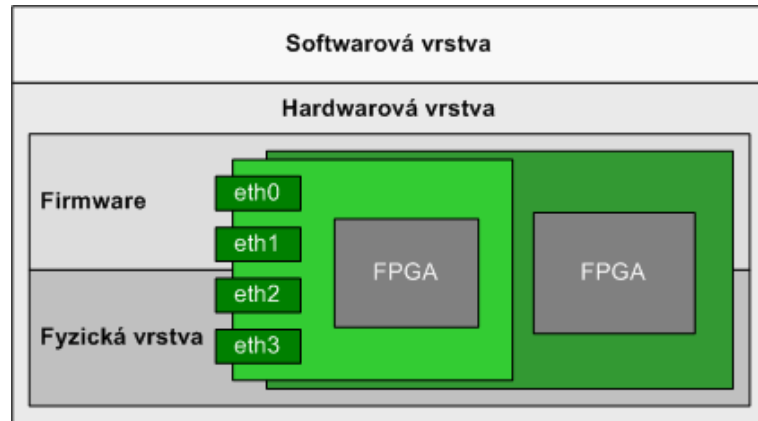 Softwarová vrstva
Hardwarová vrstva
Firmware
eth0
eth1
FPGA
FPGA
eth2
Fyzická vrstva
eth3